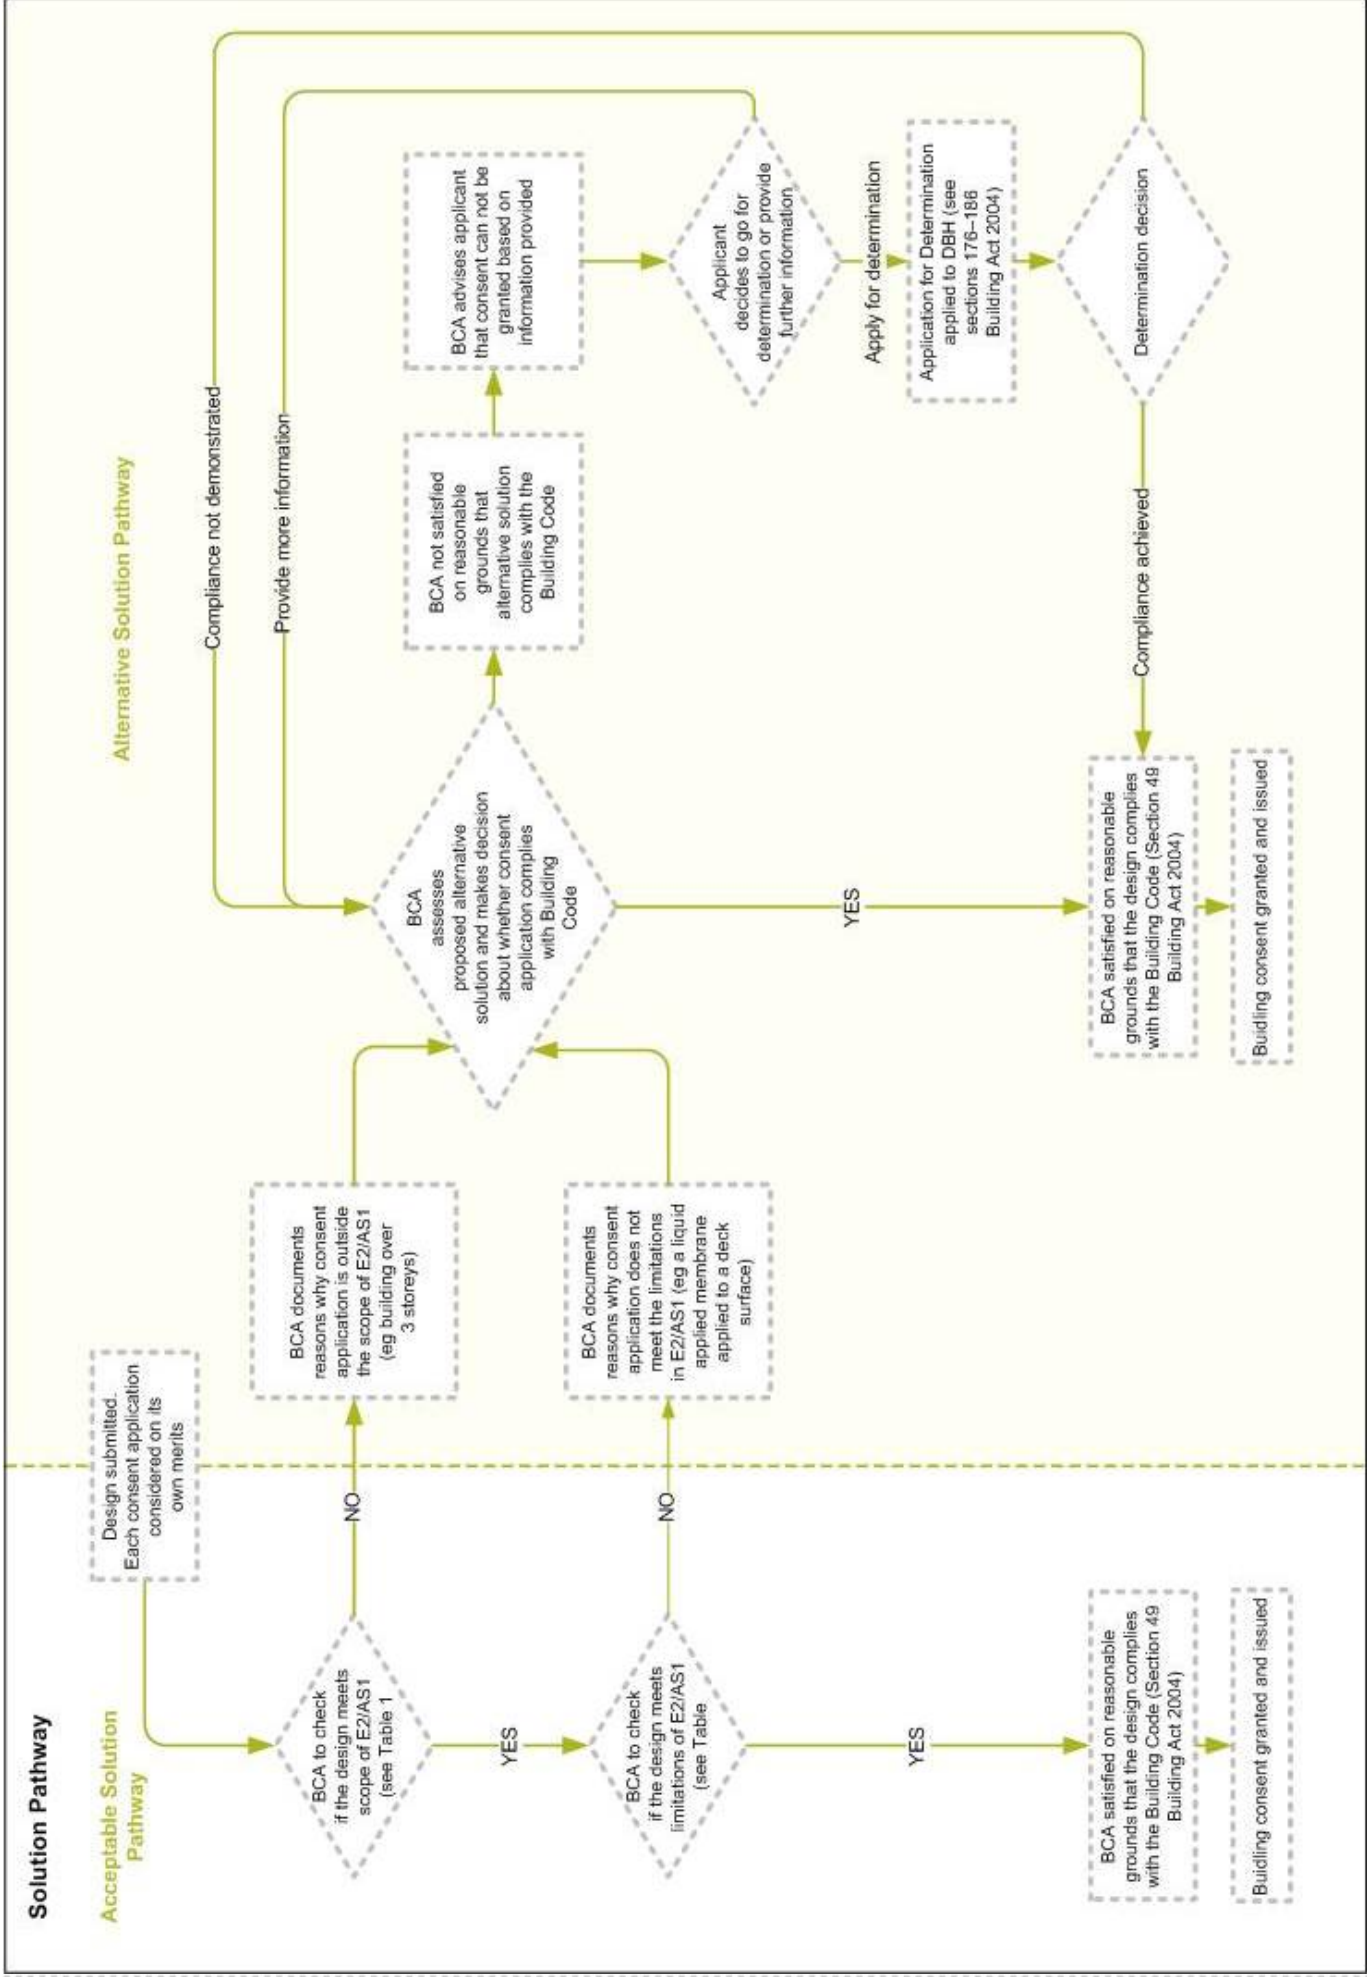 Solution Pathway
Acceptable Solution
Pathway
Alternative Solution Pathway
Design submitted.
Each consent application
considered on its
own merits
BCA to check
if the design meets
scope of E2/AS1
(see Table 1
NO
BCA documents
reasons why consent
application is outside
the scope of E2/AS1
(eg building over
3 storeys)
YES
BCA to check
if the design meets
limitations of E2/AS1
(see Table
NO
BCA documents
reasons why consent
application does not
meet the limitations
in E2/AS1 (eg a liquid
applied membrane
applied to a deck
surface)
YES
BCA satisfied on reasonable
grounds that the design complies
with the Building Code (Section 49
Building Act 2004)
Buidling consent granted and issued
Compliance not demonstrated
Provide more information
BCA
assesses
proposed alternative
solution and makes decision
about whether consent
application complies
with Building
Code
BCA not satisfied
on reasonable
grounds that
alternative solution
complies with the
Building Code
BCA advises applicant
that consent can not be
granted based on
information provided
Applicant
decides to go for
determination or provide
further information
Apply for determination
Application for Determination
applied to DBH (see
sections 176–186
Building Act 2004)
Determination decision
Compliance achieved
YES
BCA satisfied on reasonable
grounds that the design complies
with the Building Code (Section 49
Building Act 2004)
Buidling consent granted and issued